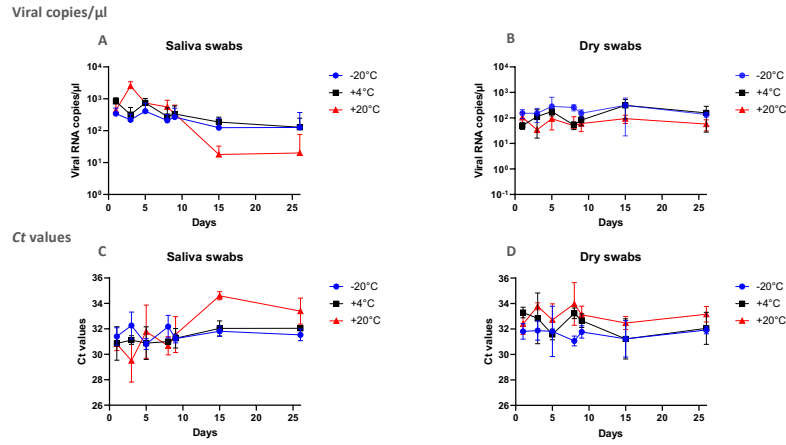 Viral copies/µl
A
Saliva swabs
Viral RNA copies/µl
10⁴
10³
10²
10¹
10⁰
0 5 10 15 20 25
Days
-20°C
+4°C
+20°C
B
Dry swabs
Viral RNA copies/µl
10⁴
10³
10²
10¹
10⁰
10⁻¹
0 5 10 15 20 25
Days
-20°C
+4°C
+20°C
Ct values
C
Saliva swabs
Ct values
36
34
32
30
28
26
0 5 10 15 20 25
Days
-20°C
+4°C
+20°C
D
Dry swabs
Ct values
36
34
32
30
28
26
0 5 10 15 20 25
Days
-20°C
+4°C
+20°C